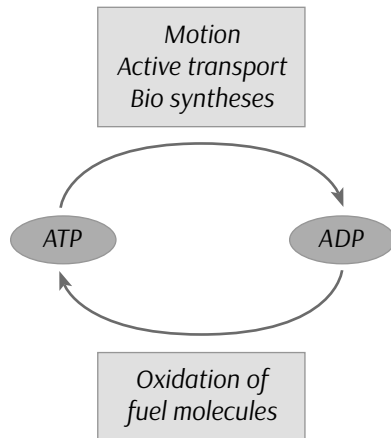 Motion
Active transport
Bio syntheses
ATP
ADP
Oxidation of
fuel molecules